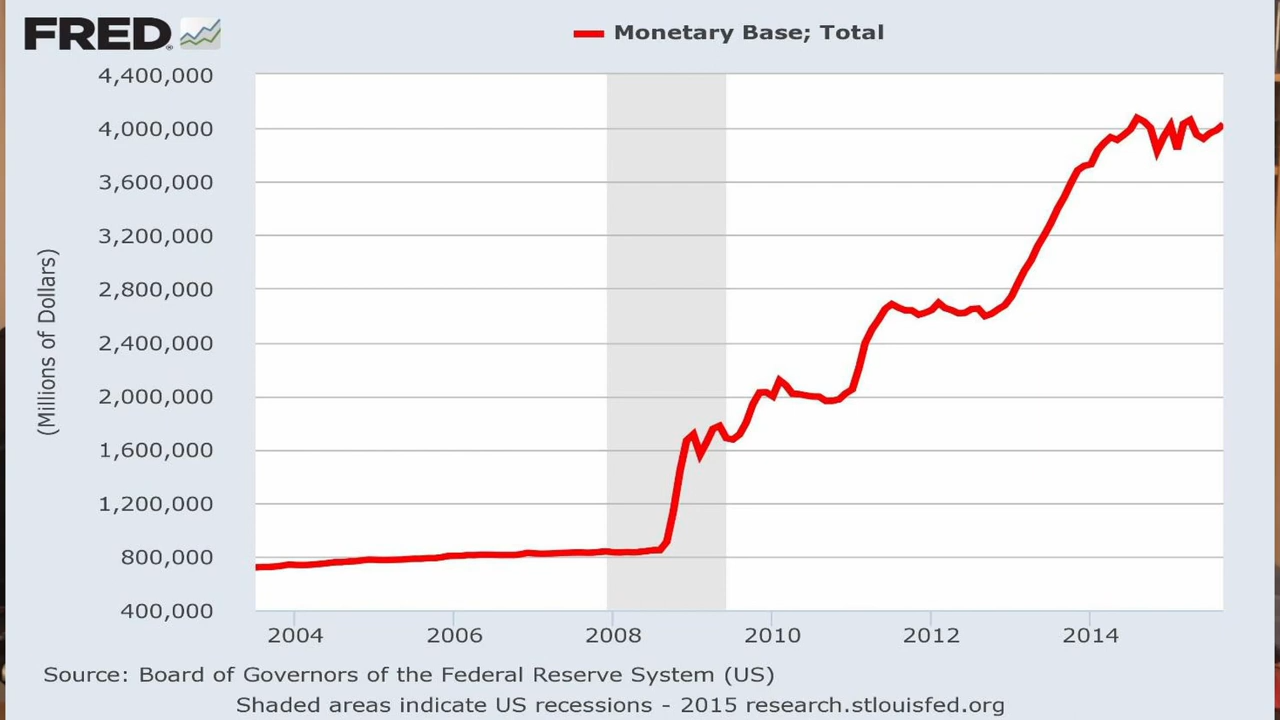 FRED®
Monetary Base; Total
4,400,000
4,000,000
3,600,000
3,200,000
2,800,000
2,400,000
2,000,000
1,600,000
1,200,000
800,000
400,000
(Millions of Dollars)
2004 2006 2008 2010 2012 2014
Source: Board of Governors of the Federal Reserve System (US)
Shaded areas indicate US recessions - 2015 research.stlouisfed.org